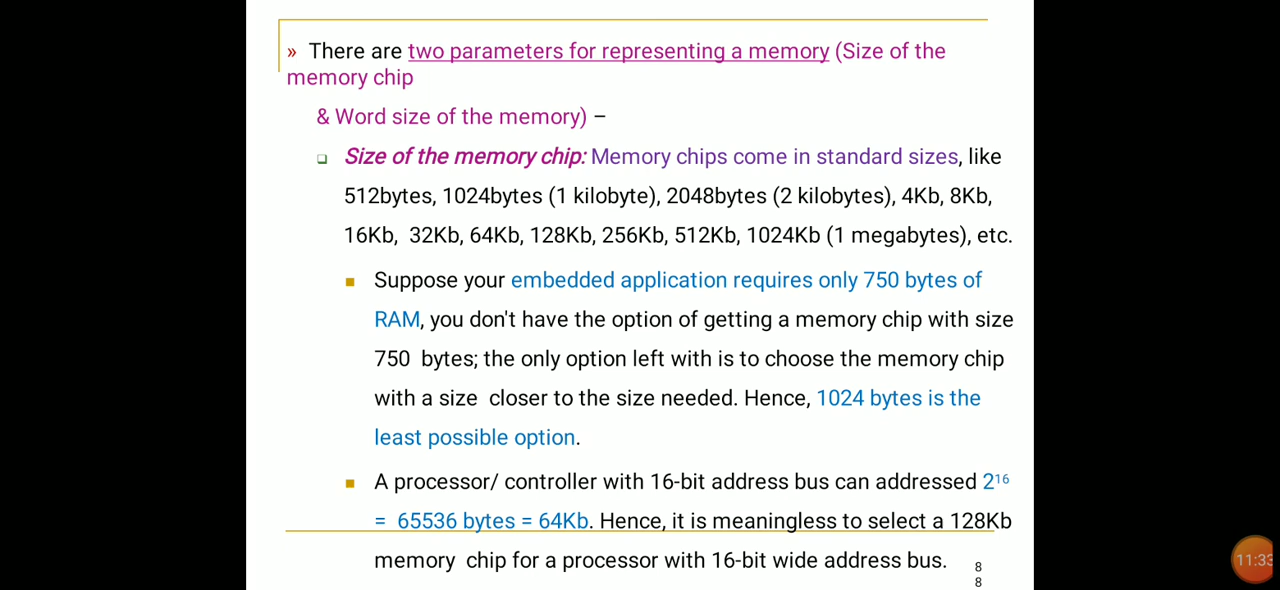 » There are two parameters for representing a memory (Size of the
memory chip
& Word size of the memory) –
❑ Size of the memory chip: Memory chips come in standard sizes, like
512bytes, 1024bytes (1 kilobyte), 2048bytes (2 kilobytes), 4Kb, 8Kb,
16Kb, 32Kb, 64Kb, 128Kb, 256Kb, 512Kb, 1024Kb (1 megabytes), etc.
■ Suppose your embedded application requires only 750 bytes of
RAM, you don't have the option of getting a memory chip with size
750 bytes; the only option left with is to choose the memory chip
with a size closer to the size needed. Hence, 1024 bytes is the
least possible option.
■ A processor/ controller with 16-bit address bus can addressed 2¹⁶
= 65536 bytes = 64Kb. Hence, it is meaningless to select a 128Kb
memory chip for a processor with 16-bit wide address bus.
8
8
11:33